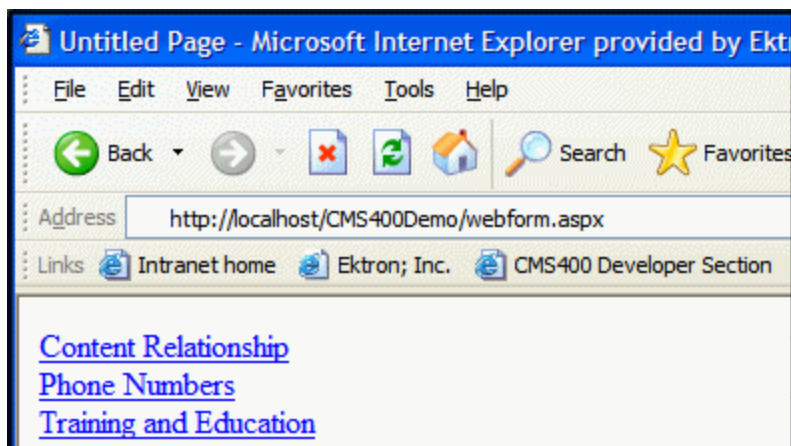 Untitled Page - Microsoft Internet Explorer provided by Ektr
File Edit View Favorites Tools Help
Back Search Favorites
Address http://localhost/CMS400Demo/webform.aspx
Links Intranet home Ektron; Inc. CMS400 Developer Section
Content Relationship
Phone Numbers
Training and Education